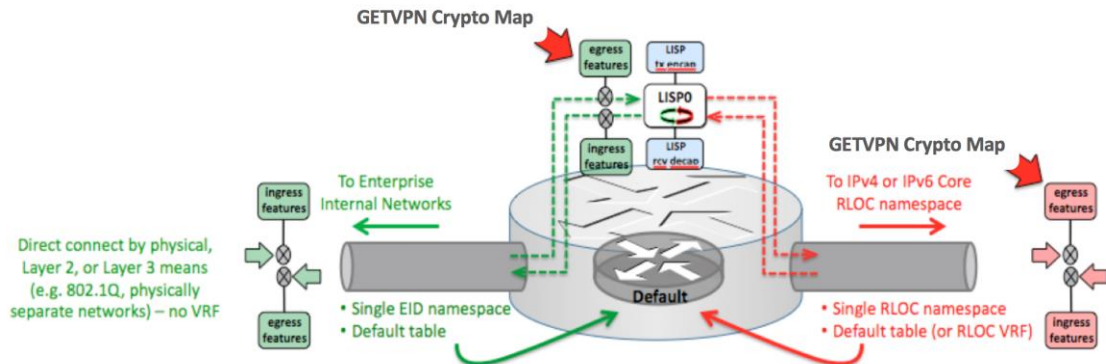 GETVPN Crypto Map
egress
features
LISP
tx encap
LISP0
ingress
features
LISP
rcv decap
GETVPN Crypto Map
ingress
features
To Enterprise
Internal Networks
To IPv4 or IPv6 Core
RLOC namespace
egress
features
Direct connect by physical,
Layer 2, or Layer 3 means
(e.g. 802.1Q, physically
separate networks) – no VRF
Default
egress
features
• Single EID namespace
• Default table
• Single RLOC namespace
• Default table (or RLOC VRF)
ingress
features